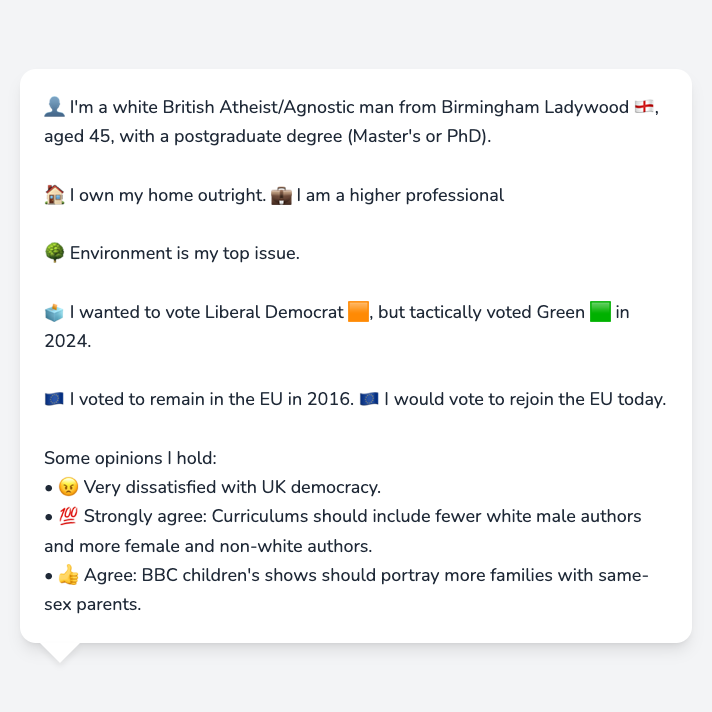 👤 I'm a white British Atheist/Agnostic man from Birmingham Ladywood 🏴󠁧󠁢󠁥󠁮󠁧󠁿,
aged 45, with a postgraduate degree (Master's or PhD).
🏠 I own my home outright. 💼 I am a higher professional
🌳 Environment is my top issue.
🗳️ I wanted to vote Liberal Democrat 🟧, but tactically voted Green 🟩 in
2024.
🇪🇺 I voted to remain in the EU in 2016. 🇪🇺 I would vote to rejoin the EU today.
Some opinions I hold:
• 😠 Very dissatisfied with UK democracy.
• 💯 Strongly agree: Curriculums should include fewer white male authors
and more female and non-white authors.
• 👍 Agree: BBC children's shows should portray more families with same-
sex parents.